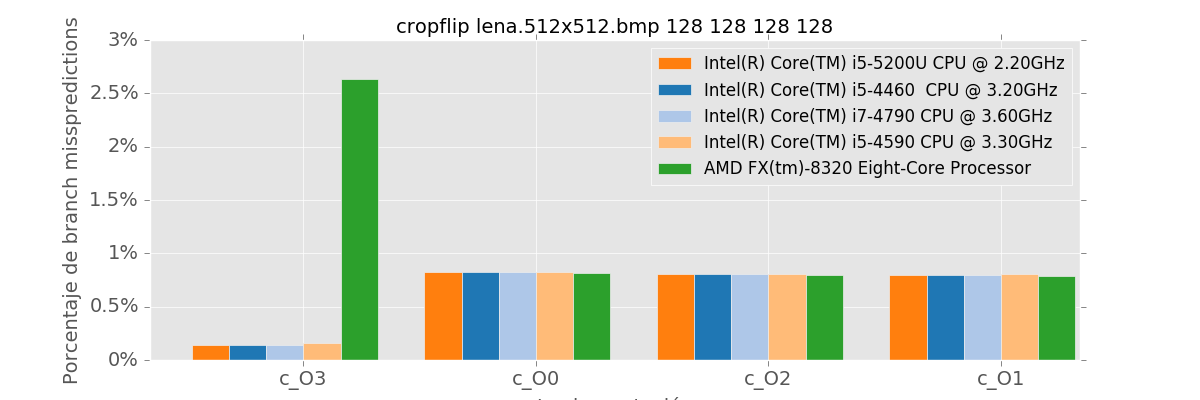 cropflip lena.512x512.bmp 128 128 128 128
Porcentaje de branch misspredictions
3%
2.5%
2%
1.5%
1%
0.5%
0%
Intel(R) Core(TM) i5-5200U CPU @ 2.20GHz
Intel(R) Core(TM) i5-4460  CPU @ 3.20GHz
Intel(R) Core(TM) i7-4790 CPU @ 3.60GHz
Intel(R) Core(TM) i5-4590 CPU @ 3.30GHz
AMD FX(tm)-8320 Eight-Core Processor
c_O3 c_O0 c_O2 c_O1